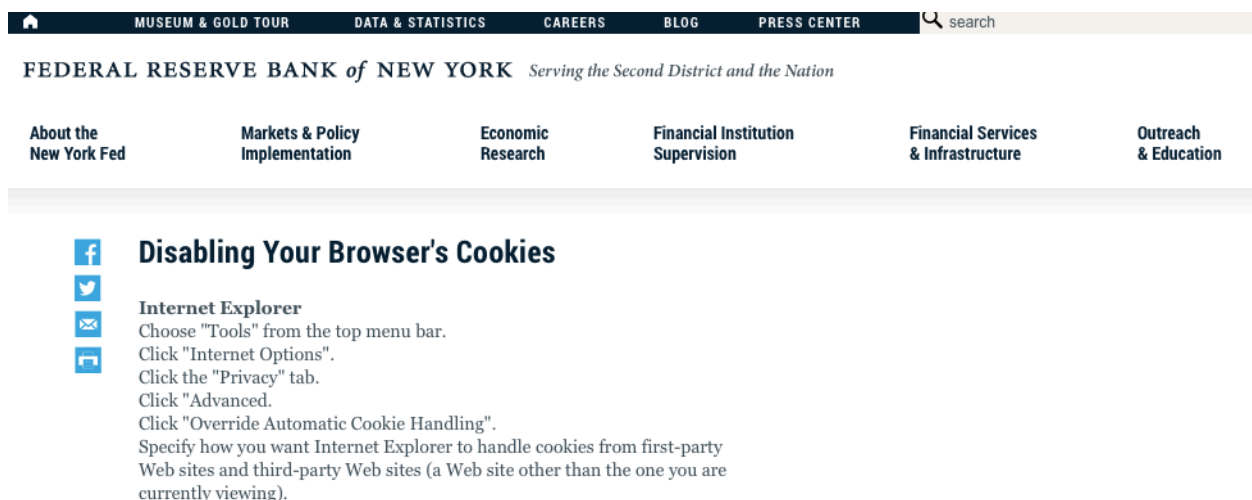 MUSEUM & GOLD TOUR DATA & STATISTICS CAREERS BLOG PRESS CENTER search
FEDERAL RESERVE BANK of NEW YORK Serving the Second District and the Nation
About the New York Fed
Markets & Policy Implementation
Economic Research
Financial Institution Supervision
Financial Services & Infrastructure
Outreach & Education
Disabling Your Browser's Cookies
Internet Explorer
Choose "Tools" from the top menu bar.
Click "Internet Options".
Click the "Privacy" tab.
Click "Advanced.
Click "Override Automatic Cookie Handling".
Specify how you want Internet Explorer to handle cookies from first-party
Web sites and third-party Web sites (a Web site other than the one you are
currently viewing).